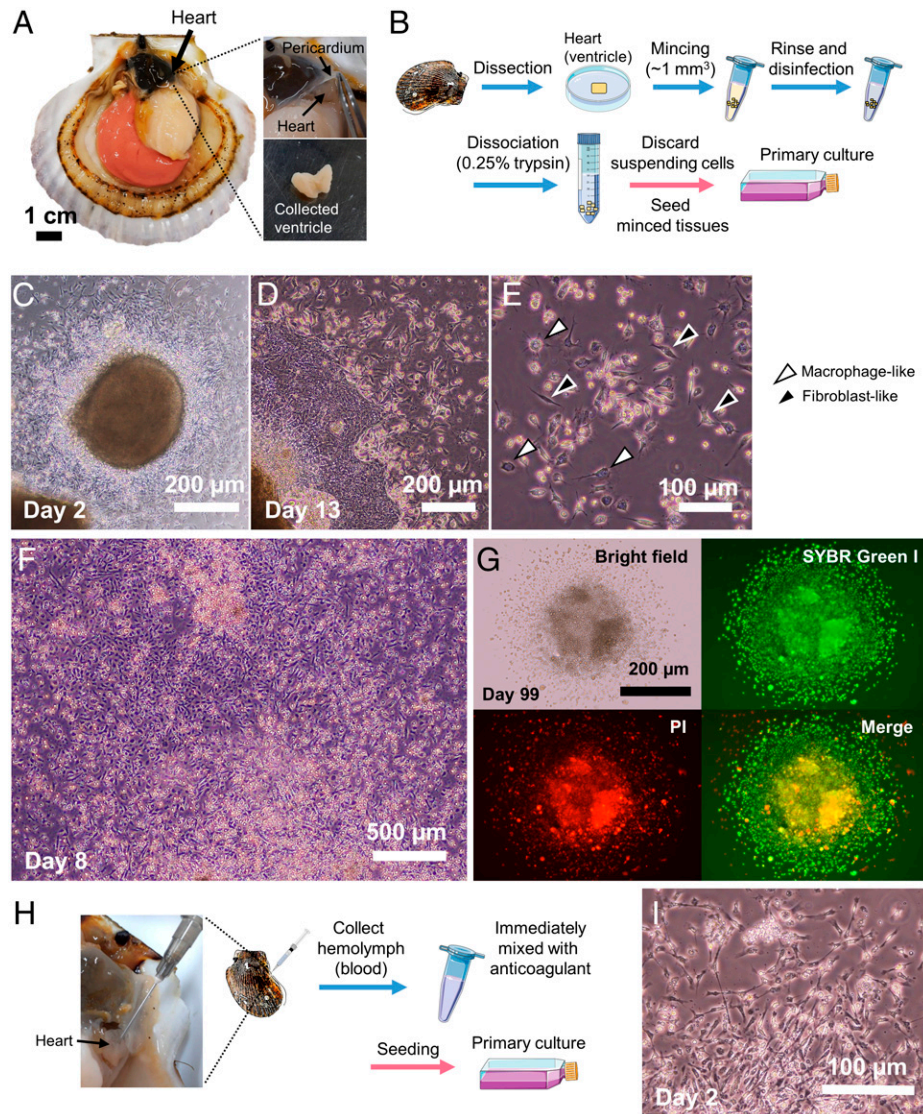 A
Heart
Pericardium
Heart
Collected
ventricle
1 cm
B
Dissection
Heart
(ventricle)
Mincing
(~1 mm³)
Rinse and
disinfection
Dissociation
(0.25% trypsin)
Discard
suspending cells
Seed
minced tissues
Primary culture
C
200 µm
Day 2
D
200 µm
Day 13
E
100 µm
Macrophage-like
Fibroblast-like
F
500 µm
Day 8
G
Bright field
200 µm
Day 99
SYBR Green I
PI
Merge
H
Heart
Collect
hemolymph
(blood)
Immediately
mixed with
anticoagulant
Seeding
Primary culture
I
100 µm
Day 2